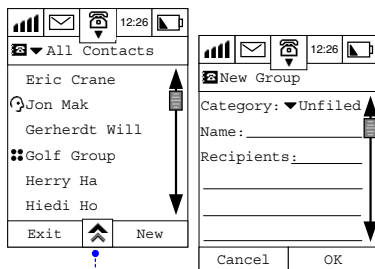 12:26
All Contacts
Eric Crane
Jon Mak
Gerherdt Will
Golf Group
Herry Ha
Hiedi Ho
Exit New
12:26
New Group
Category: Unfiled
Name:
Recipients:
Cancel OK